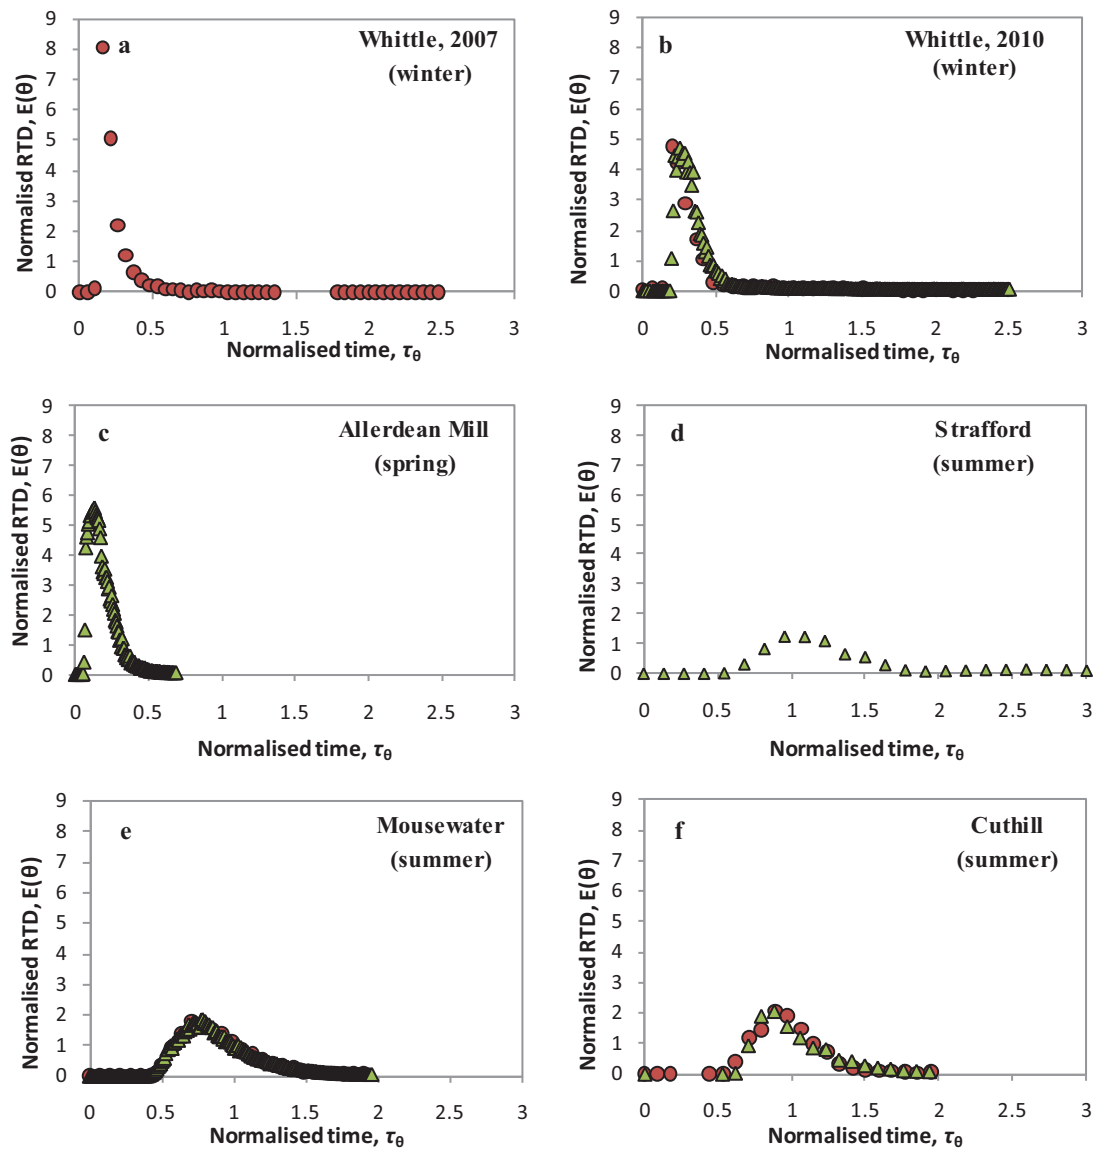 a
Whittle, 2007
(winter)
Normalisd RTD, E(θ)
9
8
7
6
5
4
3
2
1
0
0 0.5 1 1.5 2 2.5 3
Normalised time, τθ
b
Whittle, 2010
(winter)
Normalised RTD, E(θ)
9
8
7
6
5
4
3
2
1
0
0 0.5 1 1.5 2 2.5 3
Normalised time, τθ
c
Allerdean Mill
(spring)
Normalised RTD, E(θ)
9
8
7
6
5
4
3
2
1
0
0 0.5 1 1.5 2 2.5 3
Normalised time, τθ
d
Strafford
(summer)
Normalised RTD, E(θ)
9
8
7
6
5
4
3
2
1
0
0 0.5 1 1.5 2 2.5 3
Normalised time, τθ
e
Mousewater
(summer)
Normalised RTD, E(θ)
9
8
7
6
5
4
3
2
1
0
0 0.5 1 1.5 2 2.5 3
Normalised time, τθ
f
Cuthill
(summer)
Normalised RTD, E(θ)
9
8
7
6
5
4
3
2
1
0
0 0.5 1 1.5 2 2.5 3
Normalised time, τθ